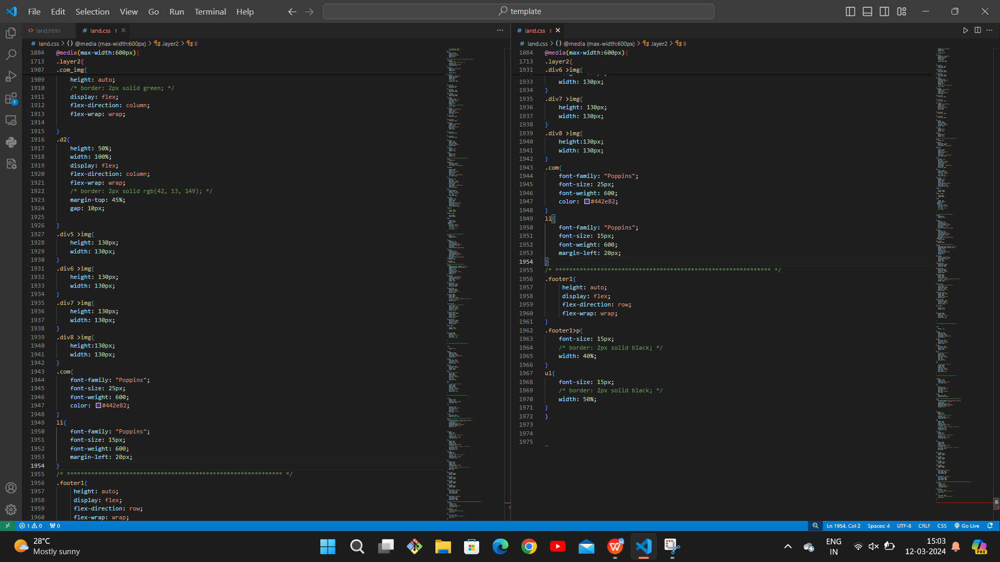 File Edit Selection View Go Run Terminal Help
template
<> land.html
# land.css 1
# land.css > {} @media (max-width:600px) > .layer2 > li
1084 @media(max-width:600px){
1713 .layer2{
1907 .com_img{
1909 height: auto;
1910 /* border: 2px solid green; */
1911 display: flex;
1912 flex-direction: column;
1913 flex-wrap: wrap;
1914
1915 }
1916 .d2{
1917 height: 50%;
1918 width: 100%;
1919 display: flex;
1920 flex-direction: column;
1921 flex-wrap: wrap;
1922 /* border: 2px solid rgb(42, 13, 149); */
1923 margin-top: 45%;
1924 gap: 10px;
1925
1926 }
1927 .div5 >img{
1928 height: 130px;
1929 width: 130px;
1930 }
1931 .div6 >img{
1932 height: 130px;
1933 width: 130px;
1934 }
1935 .div7 >img{
1936 height: 130px;
1937 width: 130px;
1938 }
1939 .div8 >img{
1940 height:130px;
1941 width: 130px;
1942 }
1943 .com{
1944 font-family: "Poppins";
1945 font-size: 25px;
1946 font-weight: 600;
1947 color: #442e82;
1948 }
1949 li{
1950 font-family: "Poppins";
1951 font-size: 15px;
1952 font-weight: 600;
1953 margin-left: 20px;
1954 }
1955 /* ************************************************************** */
1956 .footer1{
1957 height: auto;
1958 display: flex;
1959 flex-direction: row;
1960 flex-wrap: wrap;
# land.css 1
# land.css > {} @media (max-width:600px) > .layer2 > li
1084 @media(max-width:600px){
1713 .layer2{
1931 .div6 >img{
1933 width: 130px;
1934 }
1935 .div7 >img{
1936 height: 130px;
1937 width: 130px;
1938 }
1939 .div8 >img{
1940 height:130px;
1941 width: 130px;
1942 }
1943 .com{
1944 font-family: "Poppins";
1945 font-size: 25px;
1946 font-weight: 600;
1947 color: #442e82;
1948 }
1949 li{
1950 font-family: "Poppins";
1951 font-size: 15px;
1952 font-weight: 600;
1953 margin-left: 20px;
1954 }
1955 /* ************************************************************** */
1956 .footer1{
1957 height: auto;
1958 display: flex;
1959 flex-direction: row;
1960 flex-wrap: wrap;
1961 }
1962 .footer1>p{
1963 font-size: 15px;
1964 /* border: 2px solid black; */
1965 width: 40%;
1966 }
1967 ul{
1968 font-size: 15px;
1969 /* border: 2px solid black; */
1970 width: 50%;
1971 }
1972 }
1973
1974
1975
1
1 0 0
Ln 1954, Col 2 Spaces: 4 UTF-8 CRLF CSS Go Live
28°C
Mostly sunny
W
PRE
ENG
IN
15:03
12-03-2024